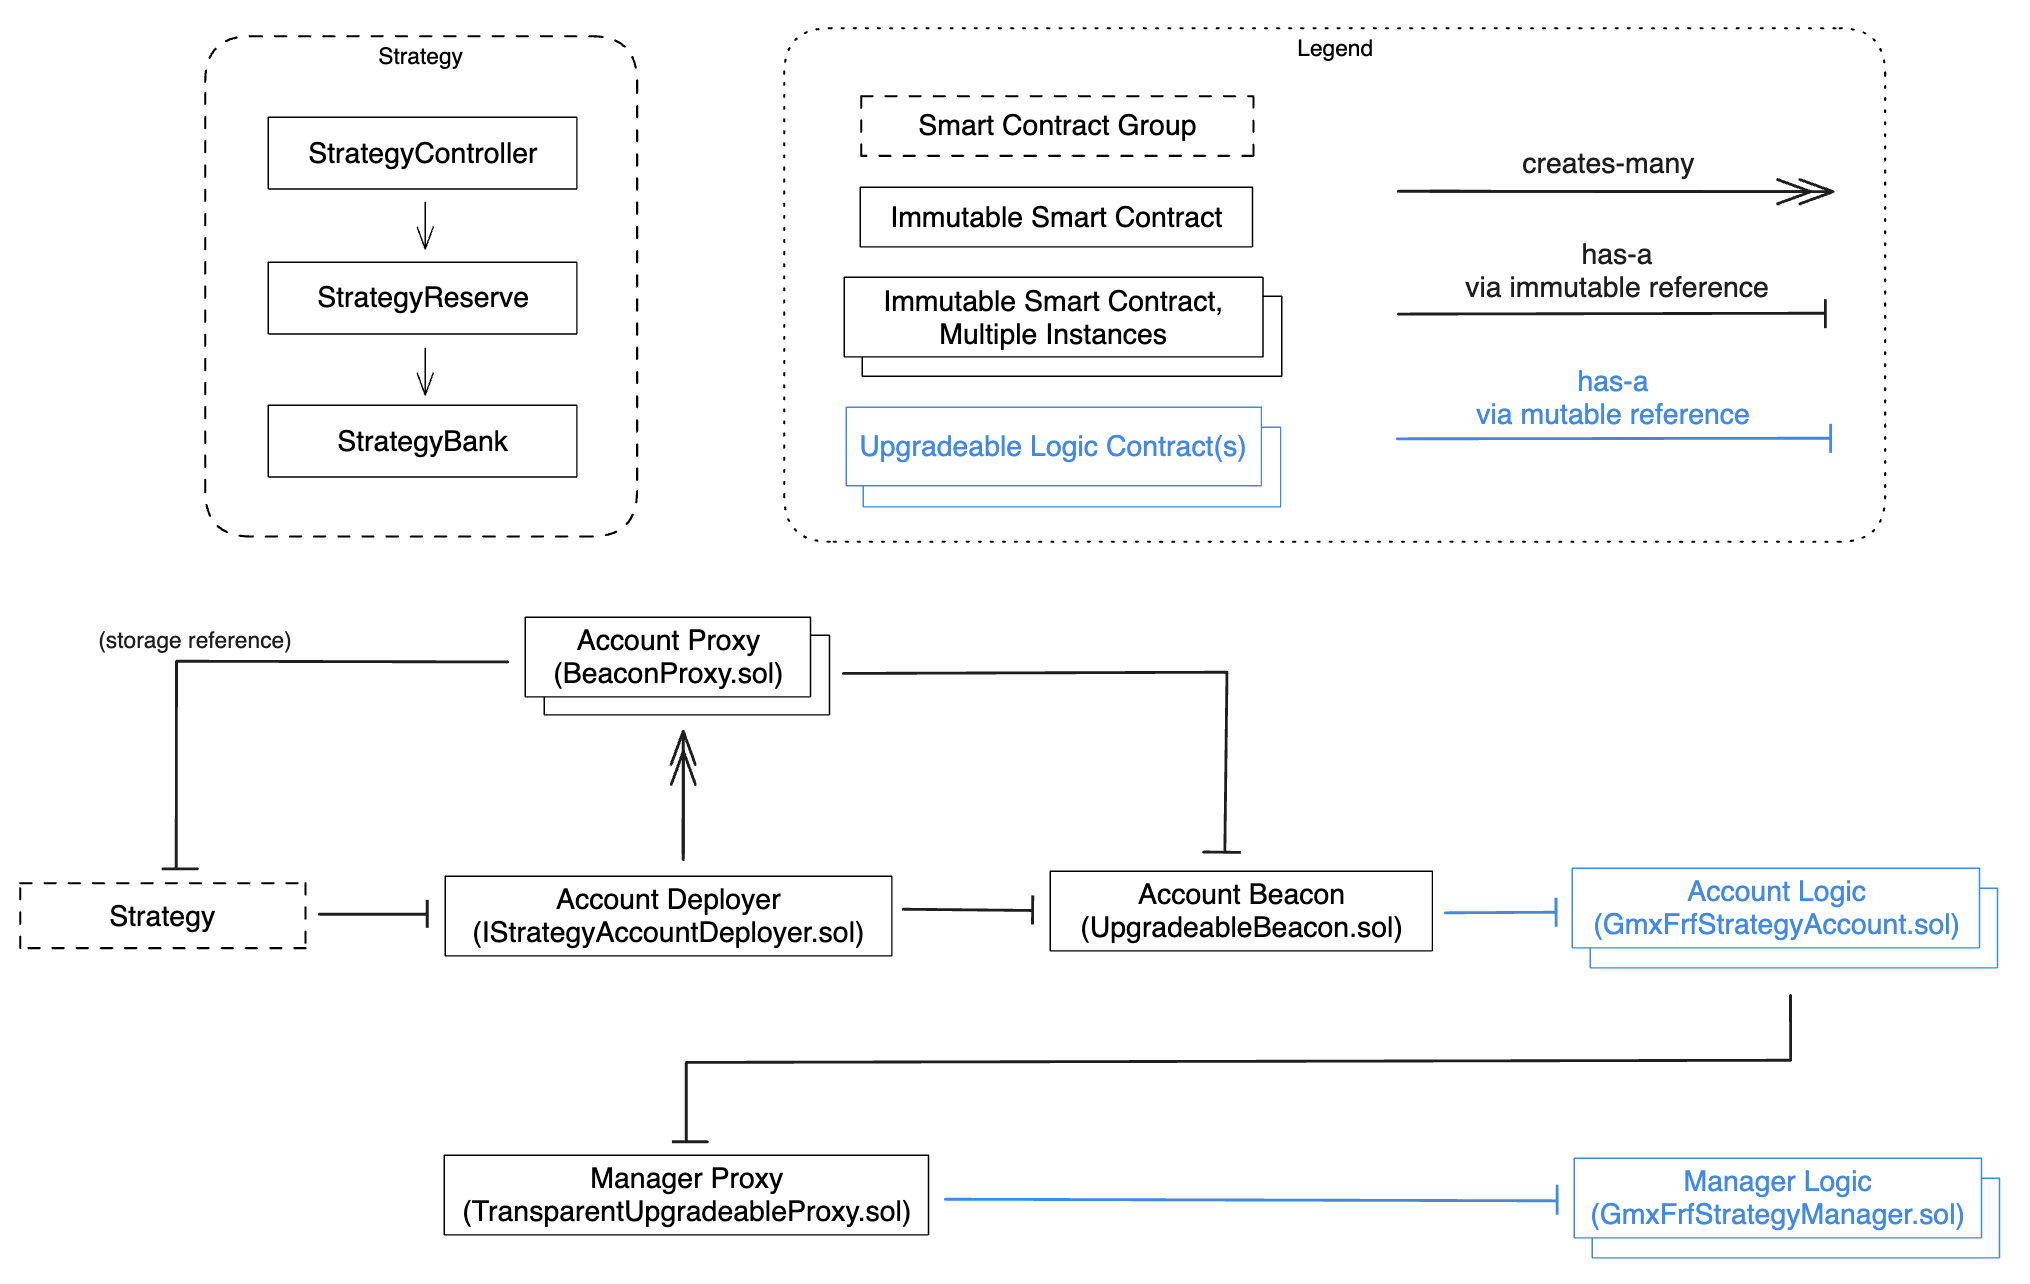 Strategy
StrategyController
StrategyReserve
StrategyBank
Legend
Smart Contract Group
Immutable Smart Contract
Immutable Smart Contract,
Multiple Instances
Upgradeable Logic Contract(s)
creates-many
has-a
via immutable reference
has-a
via mutable reference
(storage reference)
Account Proxy
(BeaconProxy.sol)
Strategy
Account Deployer
(IStrategyAccountDeployer.sol)
Account Beacon
(UpgradeableBeacon.sol)
Account Logic
(GmxFrfStrategyAccount.sol)
Manager Proxy
(TransparentUpgradeableProxy.sol)
Manager Logic
(GmxFrfStrategyManager.sol)